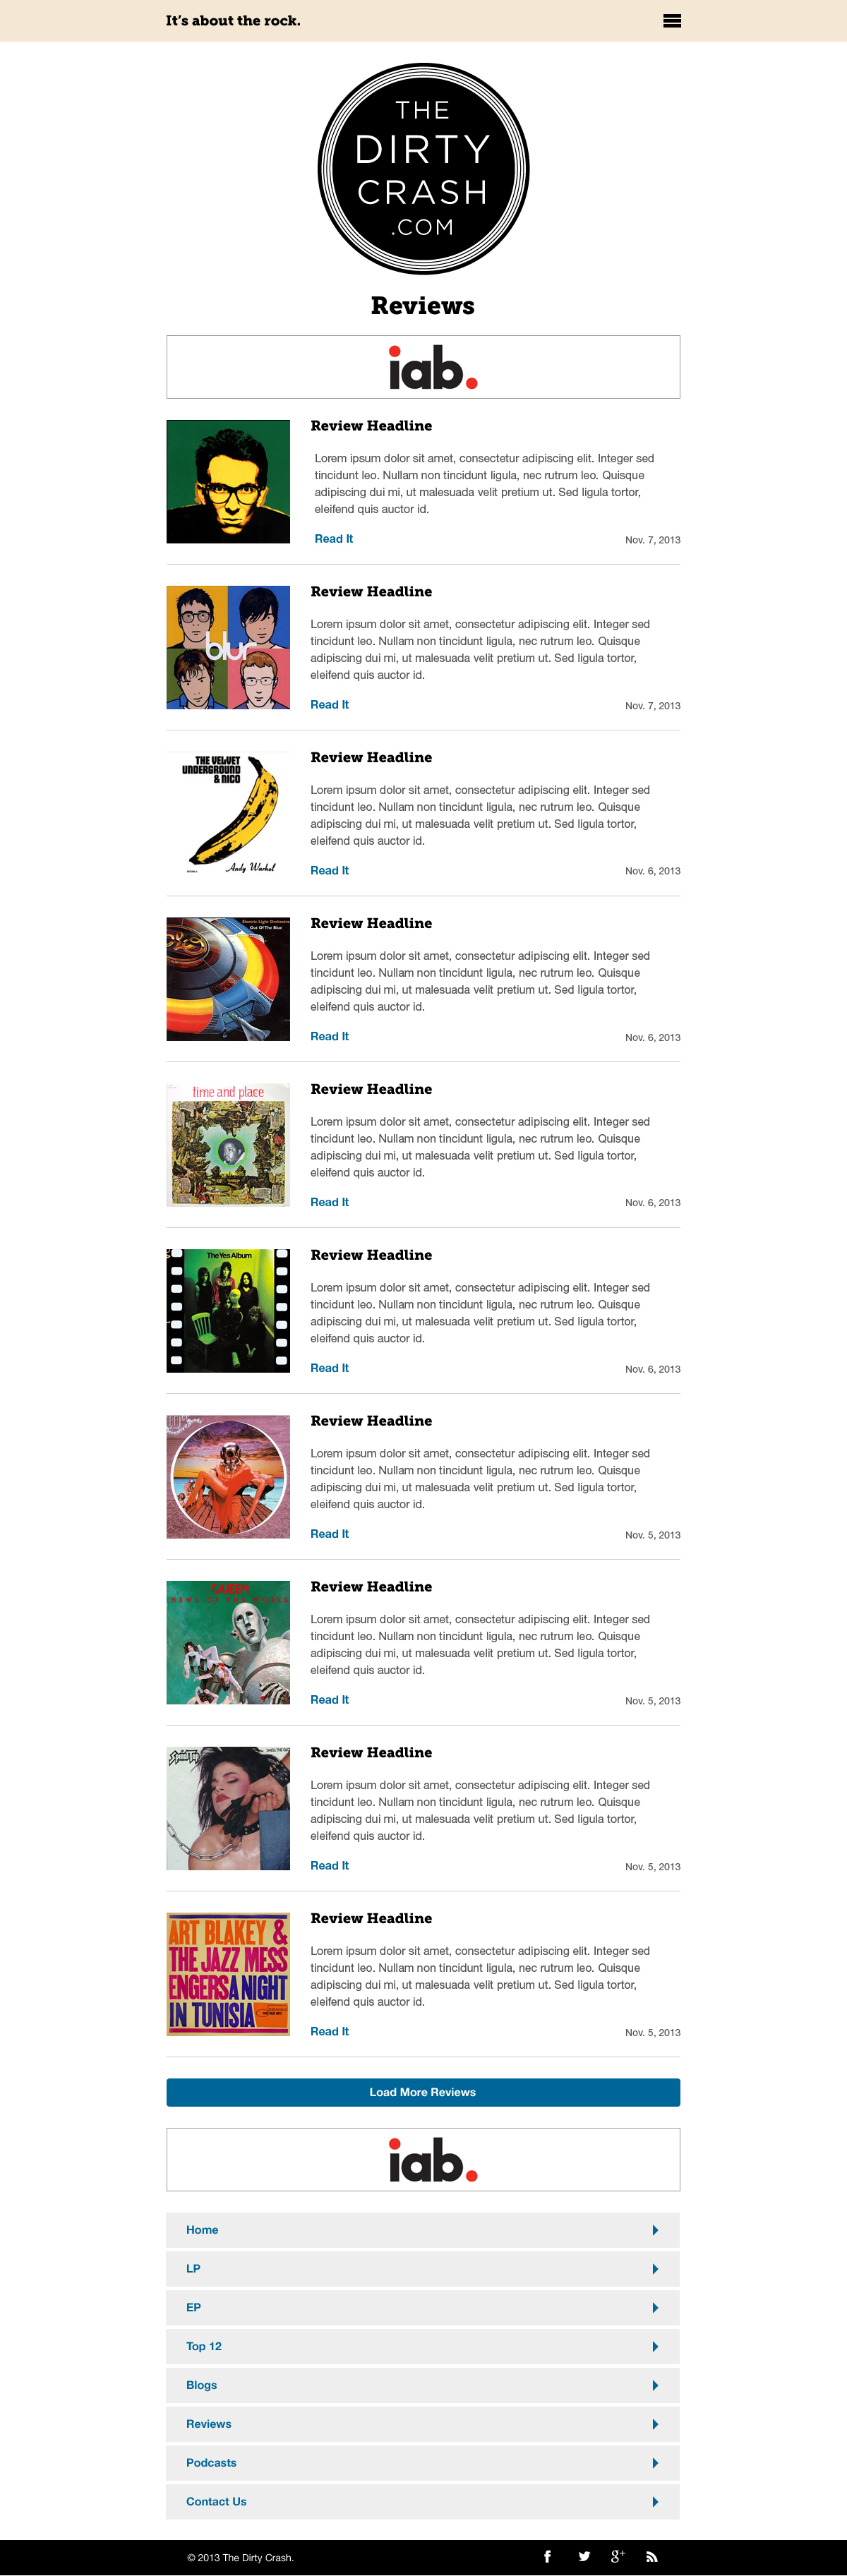 It's about the rock.
THE
DIRTY
CRASH
.COM
Reviews
iab.
Review Headline
Lorem ipsum dolor sit amet, consectetur adipiscing elit. Integer sed
tincidunt leo. Nullam non tincidunt ligula, nec rutrum leo. Quisque
adipiscing dui mi, ut malesuada velit pretium ut. Sed ligula tortor,
eleifend quis auctor id.
Read It
Nov. 7, 2013
blur
Review Headline
Lorem ipsum dolor sit amet, consectetur adipiscing elit. Integer sed
tincidunt leo. Nullam non tincidunt ligula, nec rutrum leo. Quisque
adipiscing dui mi, ut malesuada velit pretium ut. Sed ligula tortor,
eleifend quis auctor id.
Read It
Nov. 7, 2013
THE VELVET
UNDERGROUND
& NICO
Andy Warhol
Review Headline
Lorem ipsum dolor sit amet, consectetur adipiscing elit. Integer sed
tincidunt leo. Nullam non tincidunt ligula, nec rutrum leo. Quisque
adipiscing dui mi, ut malesuada velit pretium ut. Sed ligula tortor,
eleifend quis auctor id.
Read It
Nov. 6, 2013
Electric Light Orchestra
Out Of The Blue
Review Headline
Lorem ipsum dolor sit amet, consectetur adipiscing elit. Integer sed
tincidunt leo. Nullam non tincidunt ligula, nec rutrum leo. Quisque
adipiscing dui mi, ut malesuada velit pretium ut. Sed ligula tortor,
eleifend quis auctor id.
Read It
Nov. 6, 2013
time and place
Review Headline
Lorem ipsum dolor sit amet, consectetur adipiscing elit. Integer sed
tincidunt leo. Nullam non tincidunt ligula, nec rutrum leo. Quisque
adipiscing dui mi, ut malesuada velit pretium ut. Sed ligula tortor,
eleifend quis auctor id.
Read It
Nov. 6, 2013
The Yes Album
Review Headline
Lorem ipsum dolor sit amet, consectetur adipiscing elit. Integer sed
tincidunt leo. Nullam non tincidunt ligula, nec rutrum leo. Quisque
adipiscing dui mi, ut malesuada velit pretium ut. Sed ligula tortor,
eleifend quis auctor id.
Read It
Nov. 6, 2013
Review Headline
Lorem ipsum dolor sit amet, consectetur adipiscing elit. Integer sed
tincidunt leo. Nullam non tincidunt ligula, nec rutrum leo. Quisque
adipiscing dui mi, ut malesuada velit pretium ut. Sed ligula tortor,
eleifend quis auctor id.
Read It
Nov. 5, 2013
QUEEN
NEWS OF THE WORLD
Review Headline
Lorem ipsum dolor sit amet, consectetur adipiscing elit. Integer sed
tincidunt leo. Nullam non tincidunt ligula, nec rutrum leo. Quisque
adipiscing dui mi, ut malesuada velit pretium ut. Sed ligula tortor,
eleifend quis auctor id.
Read It
Nov. 5, 2013
Spinal Tap
Review Headline
Lorem ipsum dolor sit amet, consectetur adipiscing elit. Integer sed
tincidunt leo. Nullam non tincidunt ligula, nec rutrum leo. Quisque
adipiscing dui mi, ut malesuada velit pretium ut. Sed ligula tortor,
eleifend quis auctor id.
Read It
Nov. 5, 2013
ART BLAKEY &
THE JAZZ MESS
ENGERS A NIGHT
IN TUNISIA
Review Headline
Lorem ipsum dolor sit amet, consectetur adipiscing elit. Integer sed
tincidunt leo. Nullam non tincidunt ligula, nec rutrum leo. Quisque
adipiscing dui mi, ut malesuada velit pretium ut. Sed ligula tortor,
eleifend quis auctor id.
Read It
Nov. 5, 2013
Load More Reviews
iab.
Home
LP
EP
Top 12
Blogs
Reviews
Podcasts
Contact Us
© 2013 The Dirty Crash.